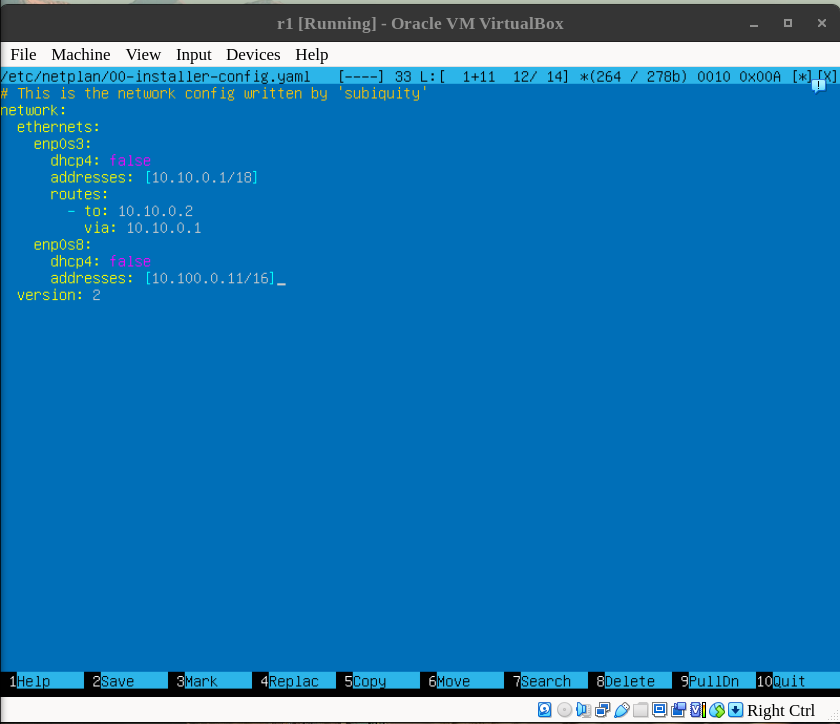 r1 [Running] - Oracle VM VirtualBox
File Machine View Input Devices Help
/etc/netplan/00-installer-config.yaml [----] 33 L:[ 1+11 12/ 14] *(264 / 278b) 0010 0x00A [*][X]
# This is the network config written by 'subiquity'
network:
  ethernets:
    enp0s3:
      dhcp4: false
      addresses: [10.10.0.1/18]
      routes:
        - to: 10.10.0.2
          via: 10.10.0.1
    enp0s8:
      dhcp4: false
      addresses: [10.100.0.11/16]
  version: 2
1Help 2Save 3Mark 4Replac 5Copy 6Move 7Search 8Delete 9PullDn 10Quit
Right Ctrl